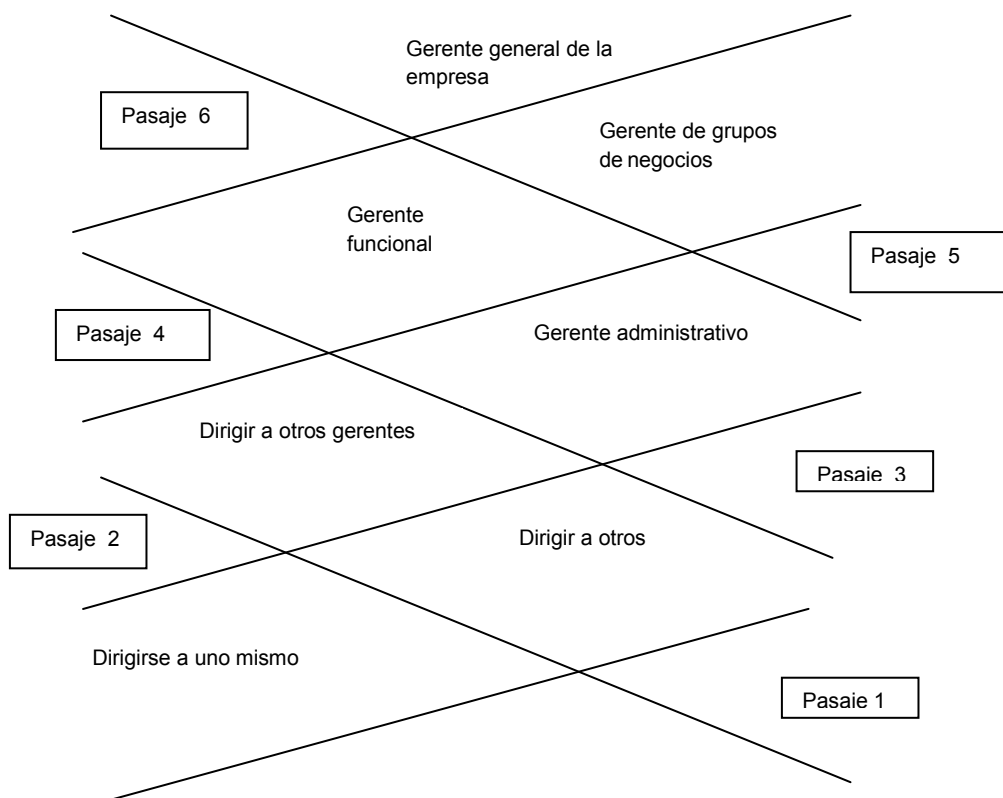 Gerente general de la
empresa
Pasaje 6
Gerente de grupos
de negocios
Gerente
funcional
Pasaje 5
Pasaje 4
Gerente administrativo
Dirigir a otros gerentes
Pasaje 3
Pasaje 2
Dirigir a otros
Dirigirse a uno mismo
Pasaje 1